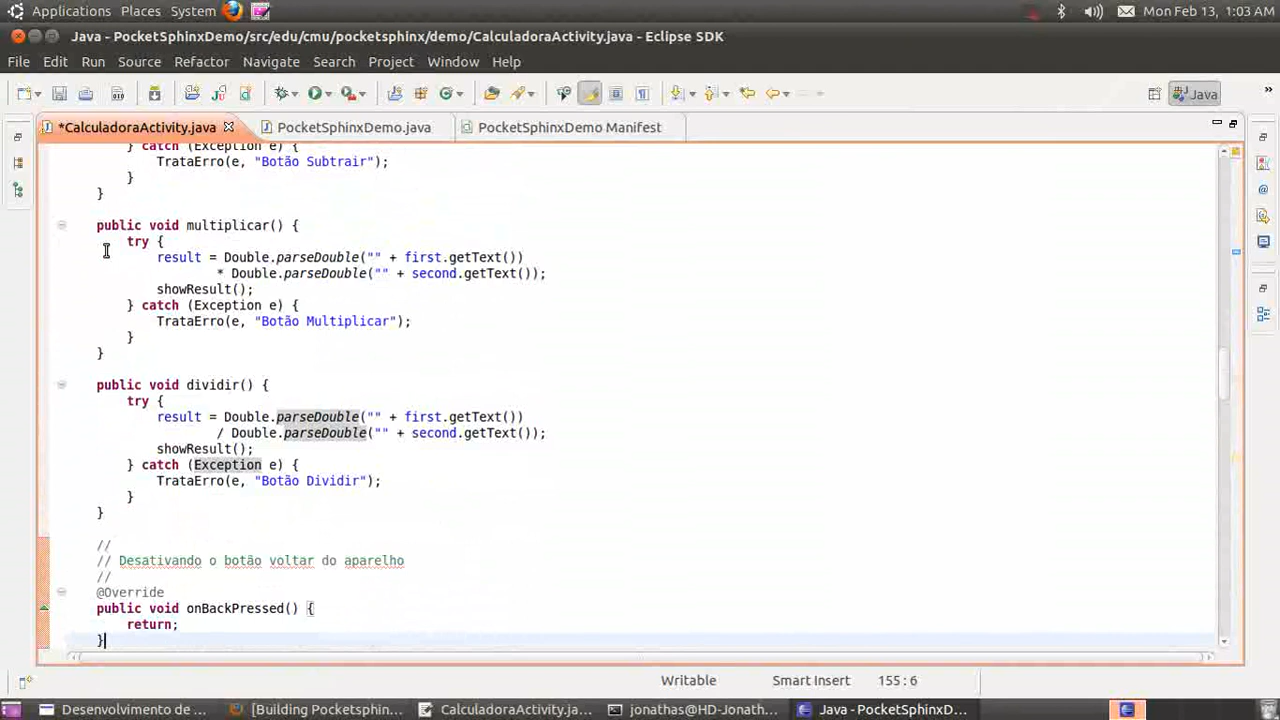 Applications Places System Mon Feb 13, 1:03 AM
Java - PocketSphinxDemo/src/edu/cmu/pocketsphinx/demo/CalculadoraActivity.java - Eclipse SDK
File Edit Run Source Refactor Navigate Search Project Window Help
Java
*CalculadoraActivity.java PocketSphinxDemo.java PocketSphinxDemo Manifest
} catch (Exception e) {
TrataErro(e, "Botão Subtrair");
}
}
public void multiplicar() {
try {
result = Double.parseDouble("" + first.getText())
* Double.parseDouble("" + second.getText());
showResult();
} catch (Exception e) {
TrataErro(e, "Botão Multiplicar");
}
}
public void dividir() {
try {
result = Double.parseDouble("" + first.getText())
/ Double.parseDouble("" + second.getText());
showResult();
} catch (Exception e) {
TrataErro(e, "Botão Dividir");
}
}
//
// Desativando o botão voltar do aparelho
//
@Override
public void onBackPressed() {
return;
}
Writable Smart Insert 155 : 6
Desenvolvimento de ... [Building Pocketsphin... CalculadoraActivity.ja... jonathas@HD-Jonath... Java - PocketSphinxD...